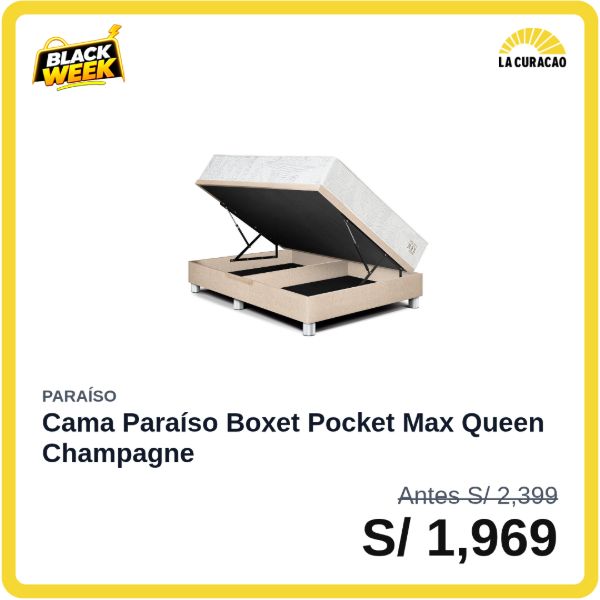 BLACK
WEEK
LA CURACAO
PARAÍSO
Cama Paraíso Boxet Pocket Max Queen
Champagne
Antes S/ 2,399
S/ 1,969